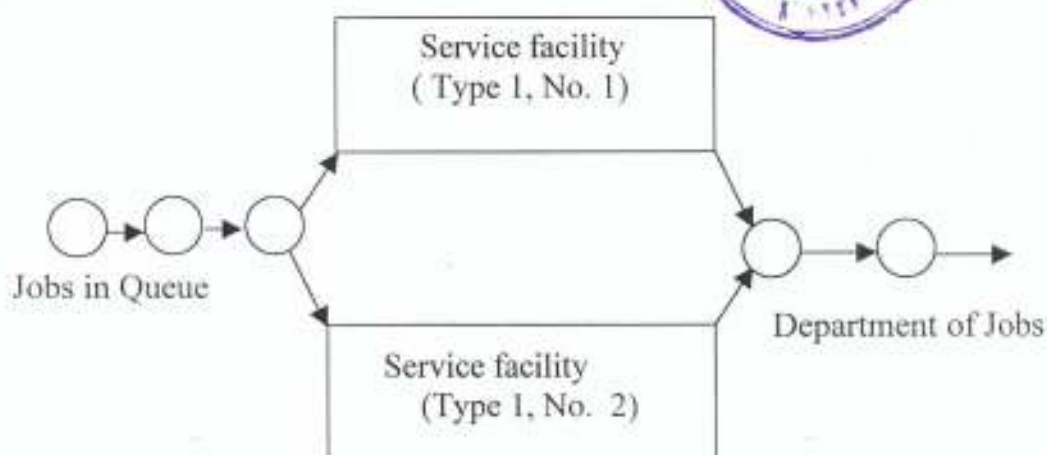 Service facility
( Type 1, No. 1)
Jobs in Queue
Department of Jobs
Service facility
(Type 1, No. 2)